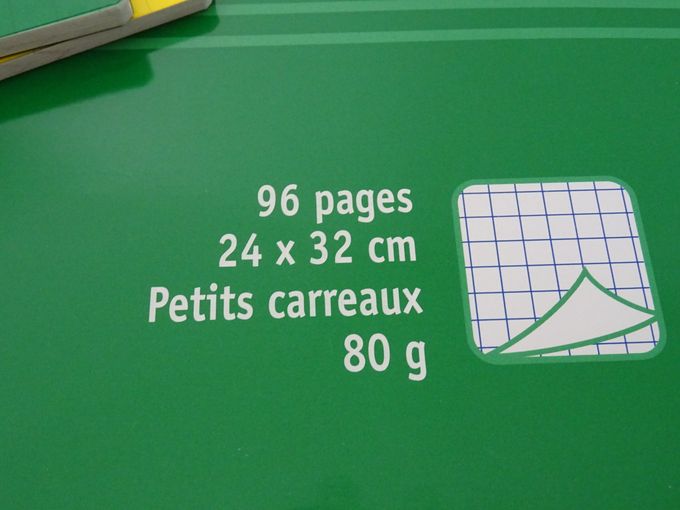 96 pages
24 x 32 cm
Petits carreaux
80 g